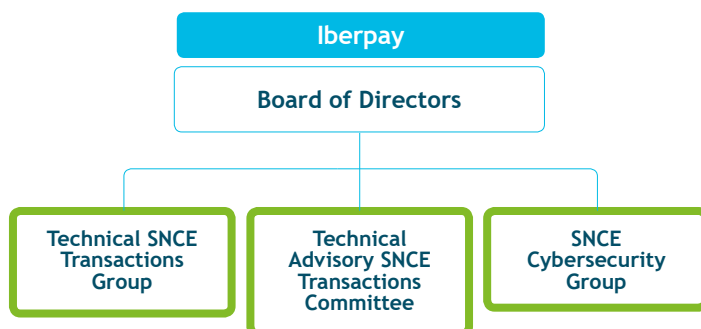 Iberpay
Board of Directors
Technical SNCE
Transactions
Group
Technical
Advisory SNCE
Transactions
Committee
SNCE
Cybersecurity
Group